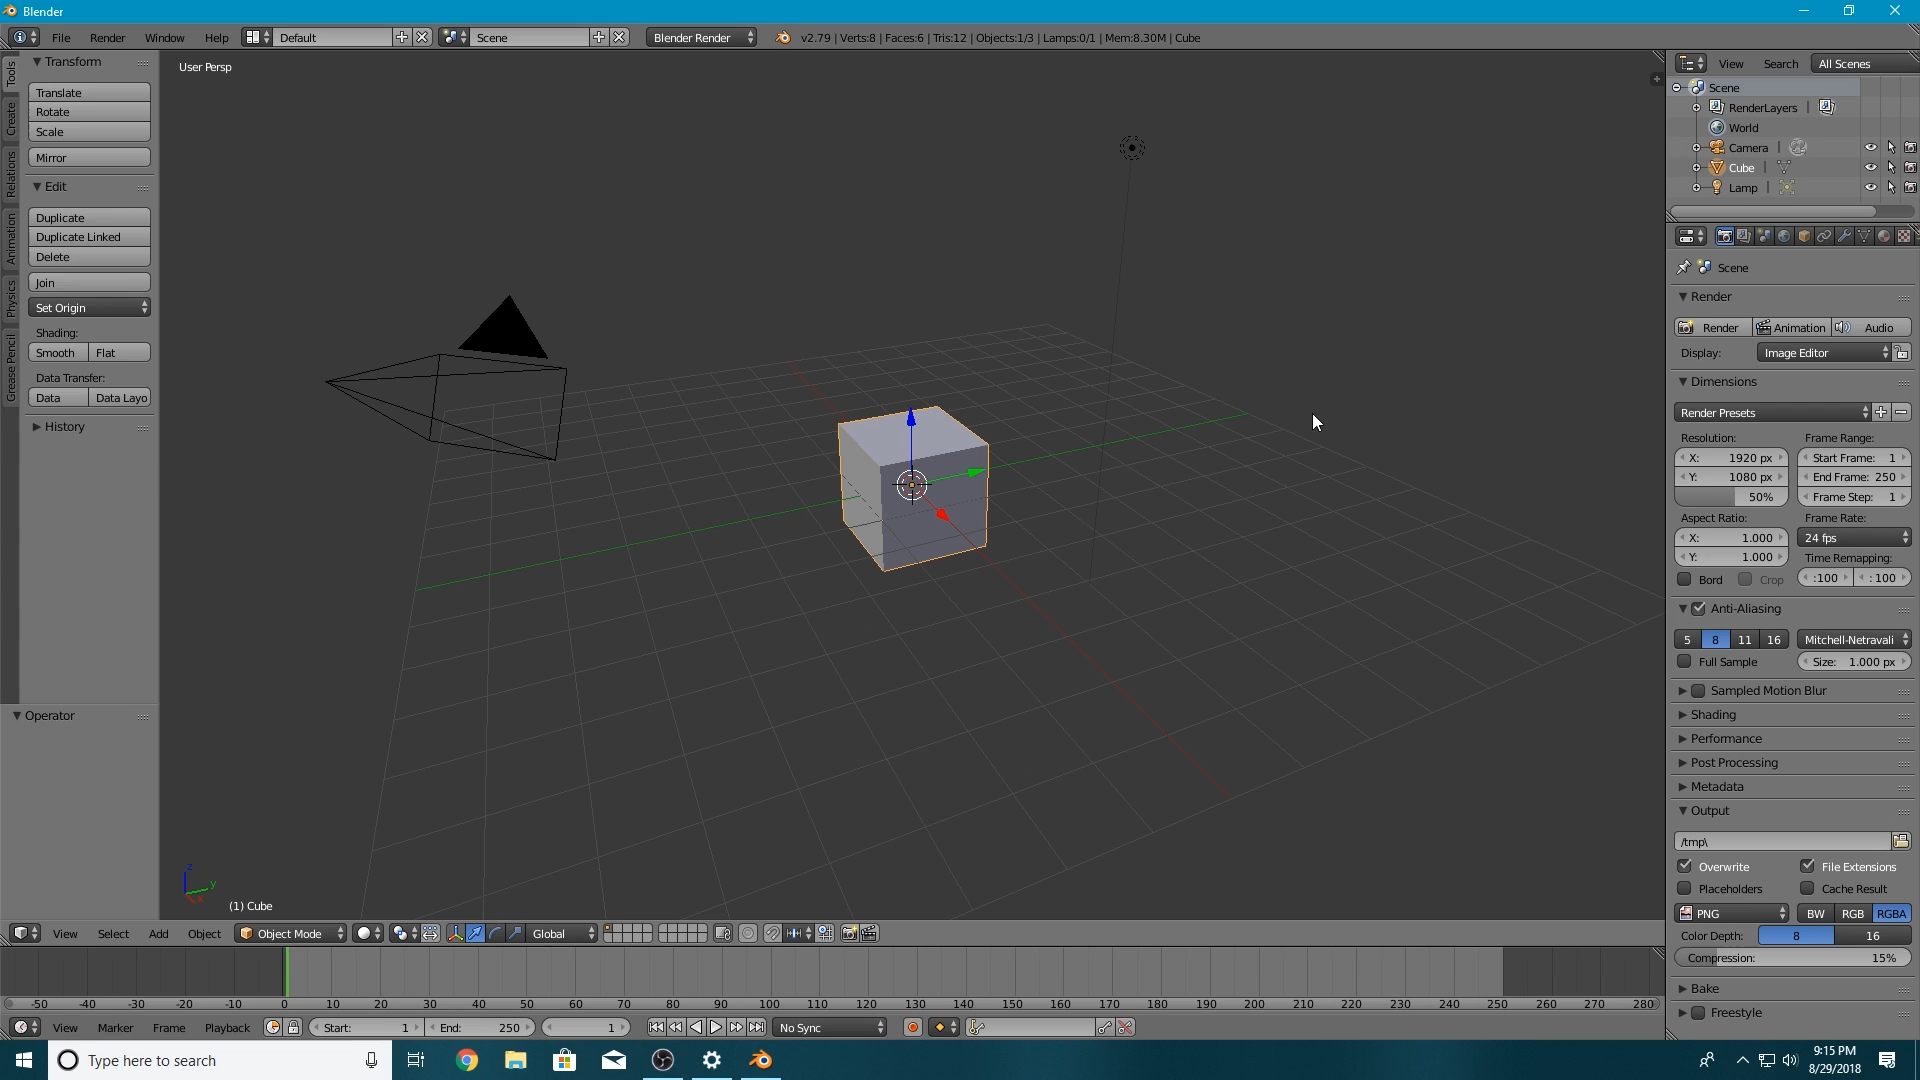 Blender
File Render Window Help Default Scene Blender Render v2.79 | Verts:8 | Faces:6 | Tris:12 | Objects:1/3 | Lamps:0/1 | Mem:8.30M | Cube
Tools
Create
Relations
Animation
Physics
Grease Pencil
Transform
Translate
Rotate
Scale
Mirror
Edit
Duplicate
Duplicate Linked
Delete
Join
Set Origin
Shading:
Smooth Flat
Data Transfer:
Data Data Layo
History
Operator
User Persp
z
y
(1) Cube
View Select Add Object Object Mode Global
-50 -40 -30 -20 -10 0 10 20 30 40 50 60 70 80 90 100 110 120 130 140 150 160 170 180 190 200 210 220 230 240 250 260 270 280
View Marker Frame Playback Start: 1 End: 250 1 No Sync
View Search All Scenes
Scene
RenderLayers |
World
Camera |
Cube |
Lamp |
Scene
Render
Render Animation Audio
Display: Image Editor
Dimensions
Render Presets
Resolution: Frame Range:
X: 1920 px Start Frame: 1
Y: 1080 px End Frame: 250
50% Frame Step: 1
Aspect Ratio: Frame Rate:
X: 1.000 24 fps
Y: 1.000 Time Remapping:
Bord Crop :100 : 100
Anti-Aliasing
5 8 11 16 Mitchell-Netravali
Full Sample Size: 1.000 px
Sampled Motion Blur
Shading
Performance
Post Processing
Metadata
Output
/tmp\
Overwrite File Extensions
Placeholders Cache Result
PNG BW RGB RGBA
Color Depth: 8 16
Compression: 15%
Bake
Freestyle
Type here to search
9:15 PM
8/29/2018